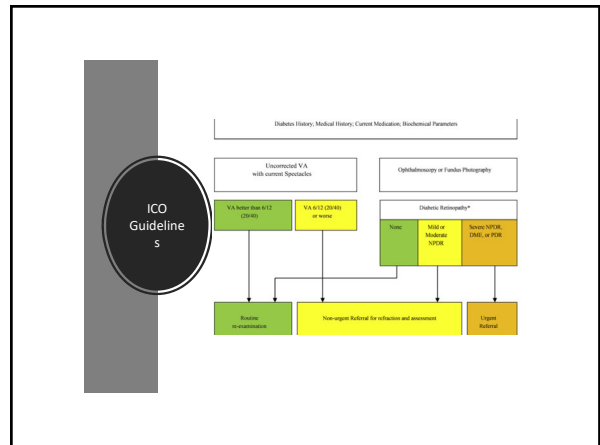 ICO
Guideline
s
Diabetes History; Medical History; Current Medication; Biochemical Parameters
Uncorrected VA
with current Spectacles
Ophthalmoscopy or Fundus Photography
VA better than 6/12
(20/40)
VA 6/12 (20/40)
or worse
Diabetic Retinopathy*
None
Mild or
Moderate
NPDR
Severe NPDR,
DME, or PDR
Routine
re-examination
Non-urgent Referral for refraction and assessment
Urgent
Referral